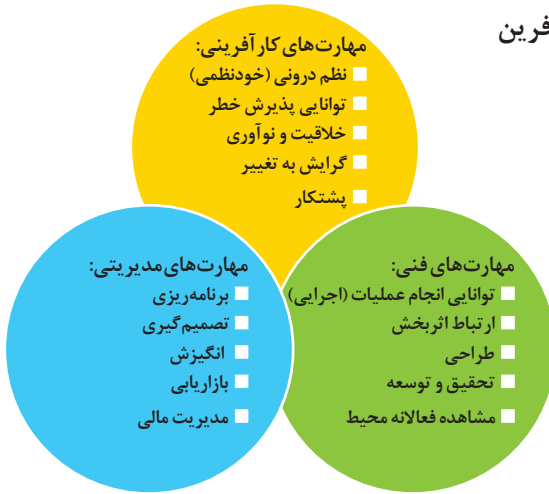 فرین
مهارت‌های کارآفرینی:
نظم درونی (خودنظمی)
توانایی پذیرش خطر
خلاقیت و نوآوری
گرایش به تغییر
پشتکار
مهارت‌های فنی:
توانایی انجام عملیات (اجرایی)
ارتباط اثربخش
طراحی
تحقیق و توسعه
مشاهده فعالانه محیط
مهارت‌های مدیریتی:
برنامه‌ریزی
تصمیم‌گیری
انگیزش
بازاریابی
مدیریت مالی